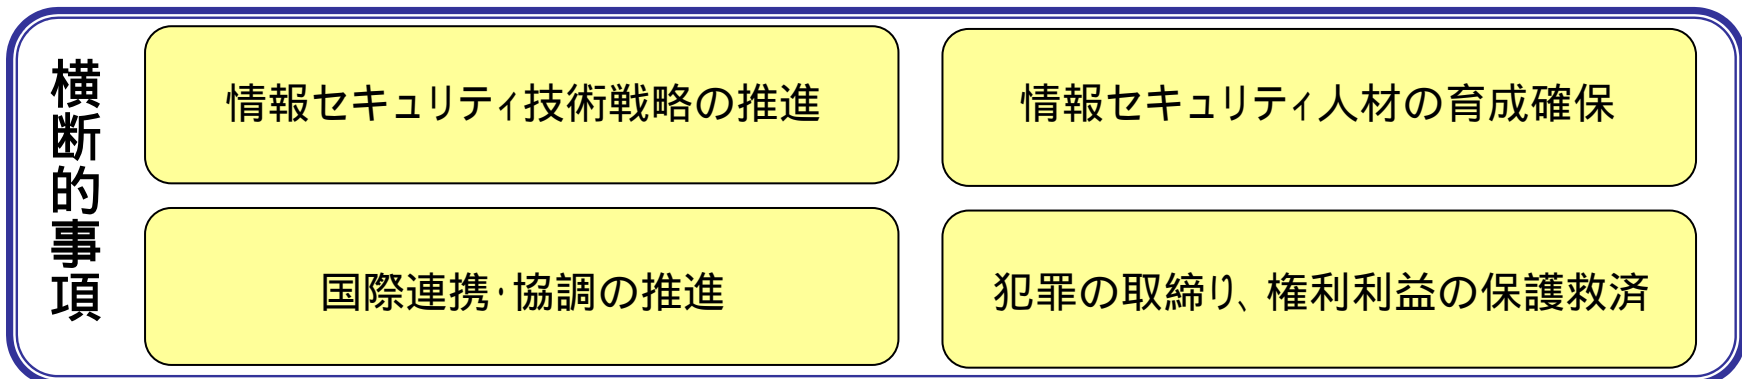 横断的事項
情報セキュリティ技術戦略の推進
情報セキュリティ人材の育成確保
国際連携・協調の推進
犯罪の取締り、権利利益の保護救済